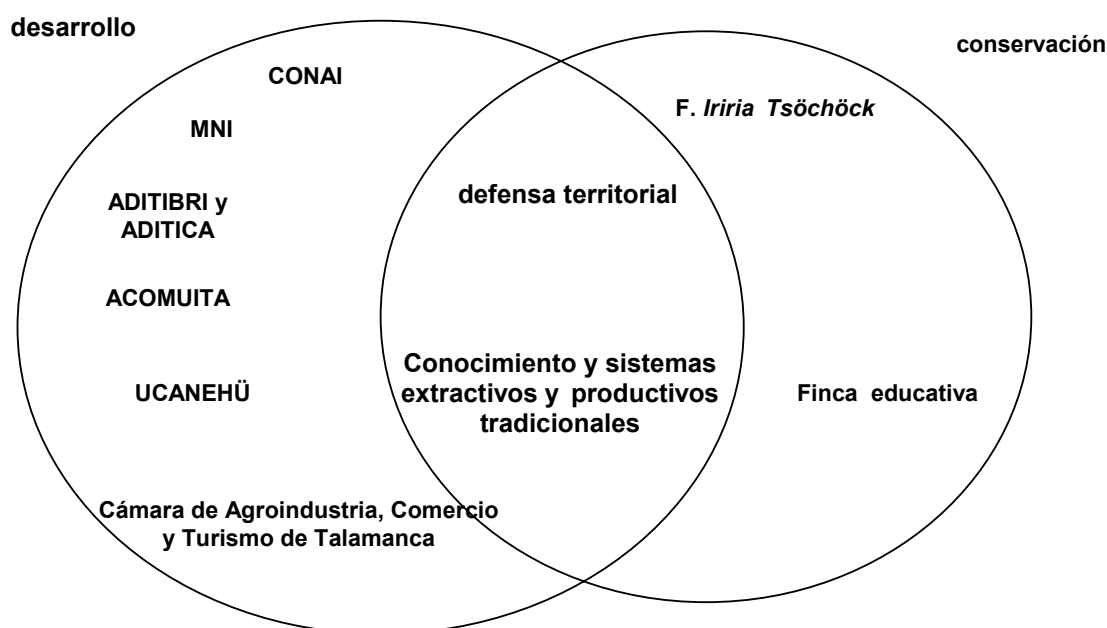 desarrollo
conservación
CONAI
F. Iriria Tsöchöck
MNI
defensa territorial
ADITIBRI y
ADITICA
ACOMUITA
Conocimiento y sistemas
extractivos y productivos
tradicionales
UCANEHÜ
Finca educativa
Cámara de Agroindustria, Comercio
y Turismo de Talamanca